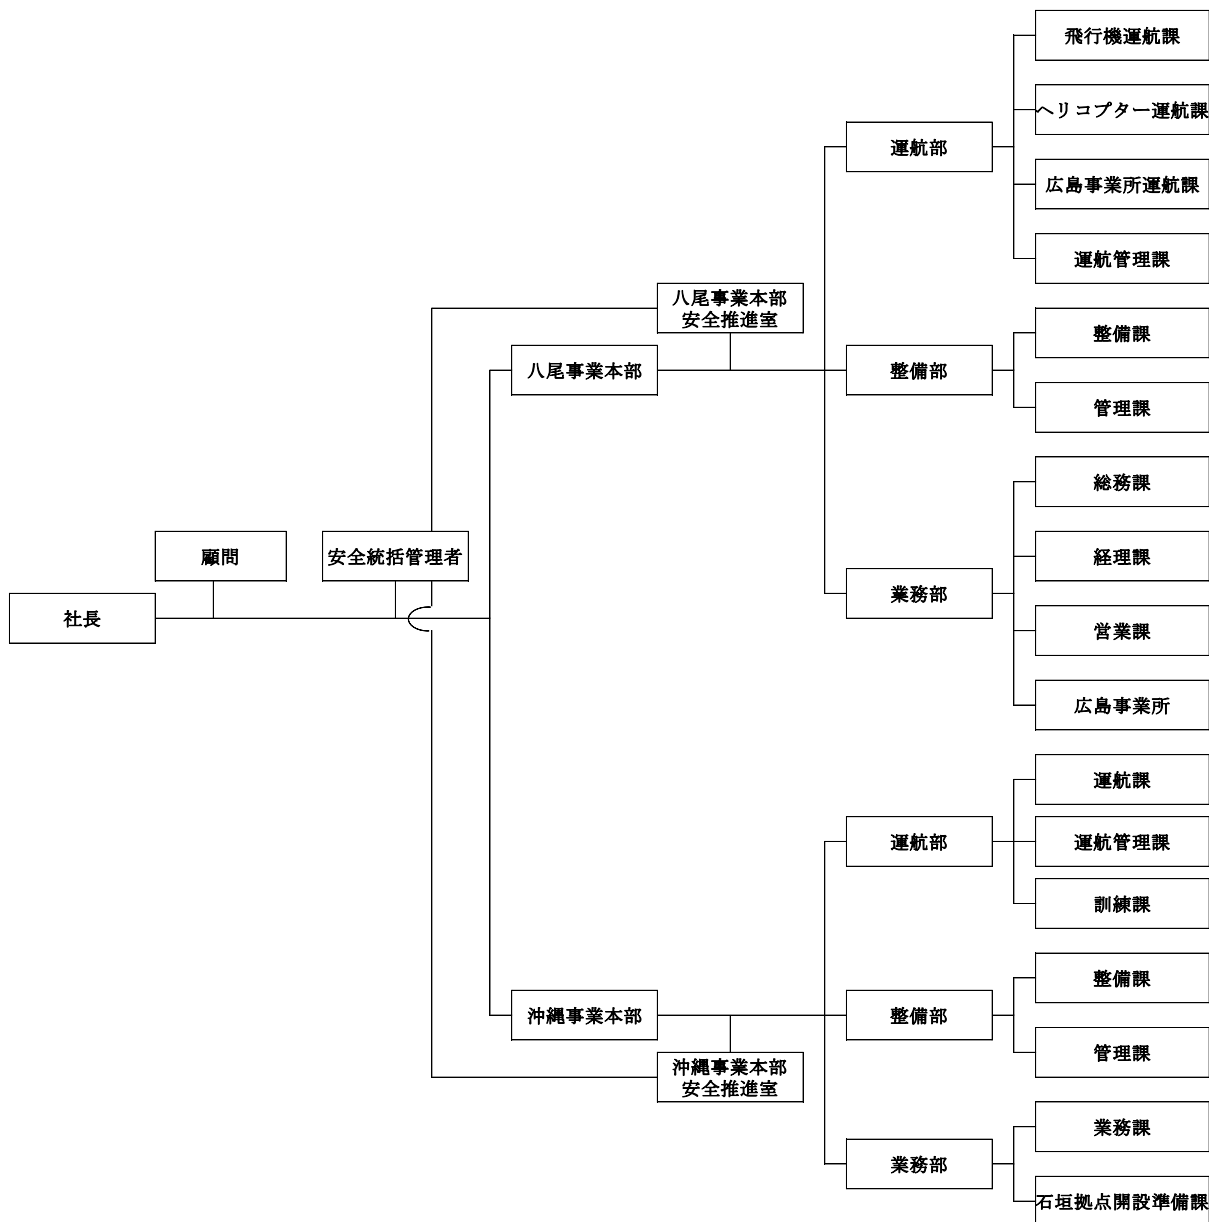 社長
顧問
安全統括管理者
八尾事業本部
八尾事業本部
安全推進室
運航部
飛行機運航課
ヘリコプター運航課
広島事業所運航課
運航管理課
整備部
整備課
管理課
業務部
総務課
経理課
営業課
広島事業所
沖縄事業本部
沖縄事業本部
安全推進室
運航部
運航課
運航管理課
訓練課
整備部
整備課
管理課
業務部
業務課
石垣拠点開設準備課